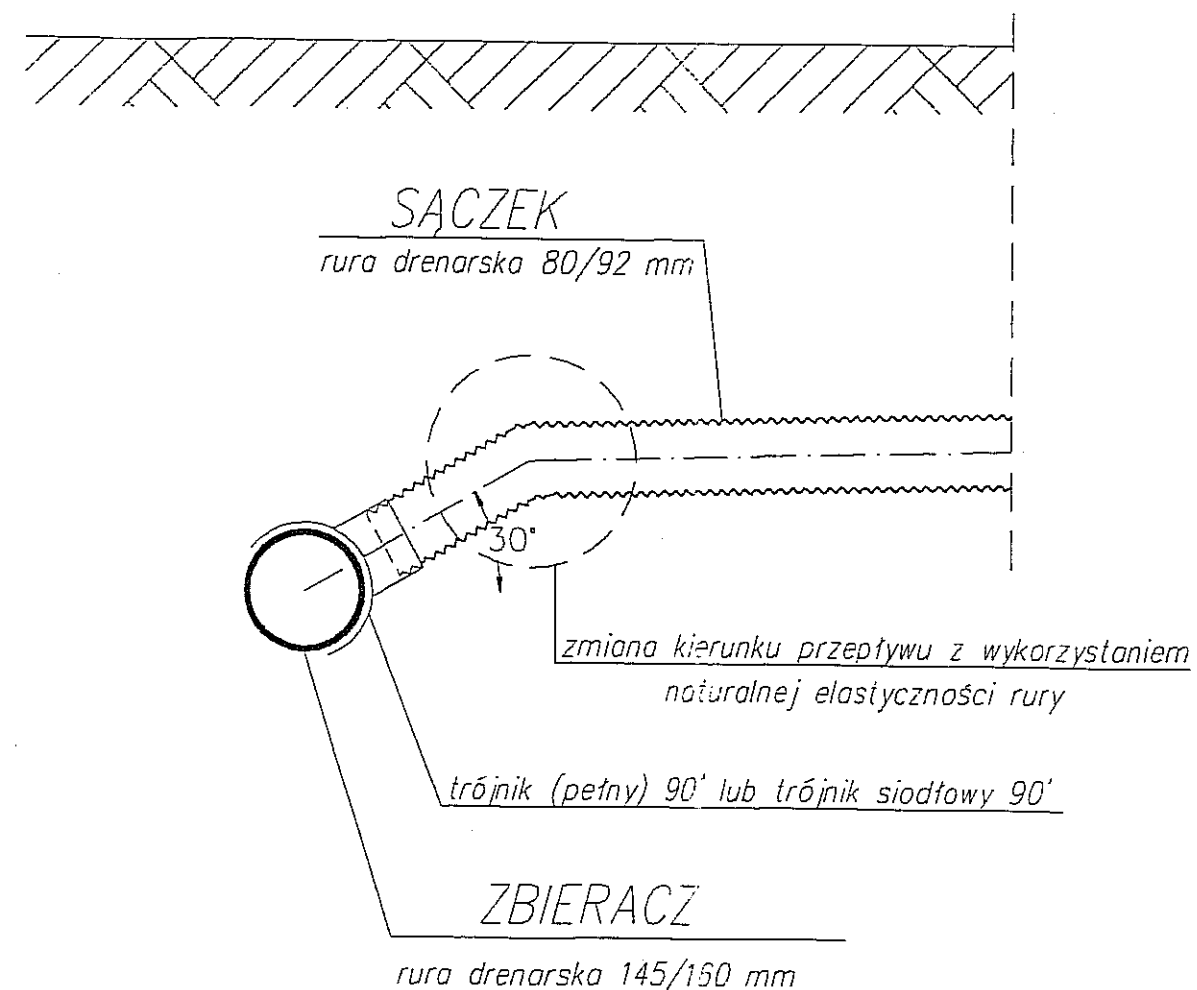 SĄCZEK
rura drenarska 80/92 mm
30°
zmiana kierunku przepływu z wykorzystaniem
naturalnej elastyczności rury
trójnik (pełny) 90° lub trójnik siodłowy 90°
ZBIERACZ
rura drenarska 145/160 mm